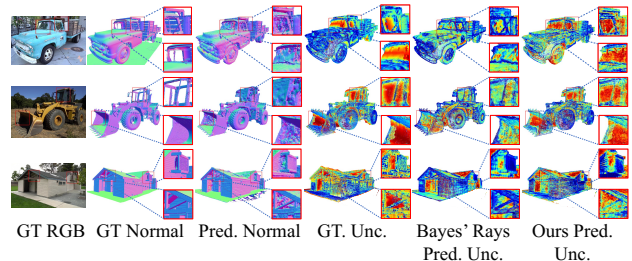 GT RGB GT Normal Pred. Normal GT. Unc. Bayes' Rays Ours Pred.
Pred. Unc. Unc.